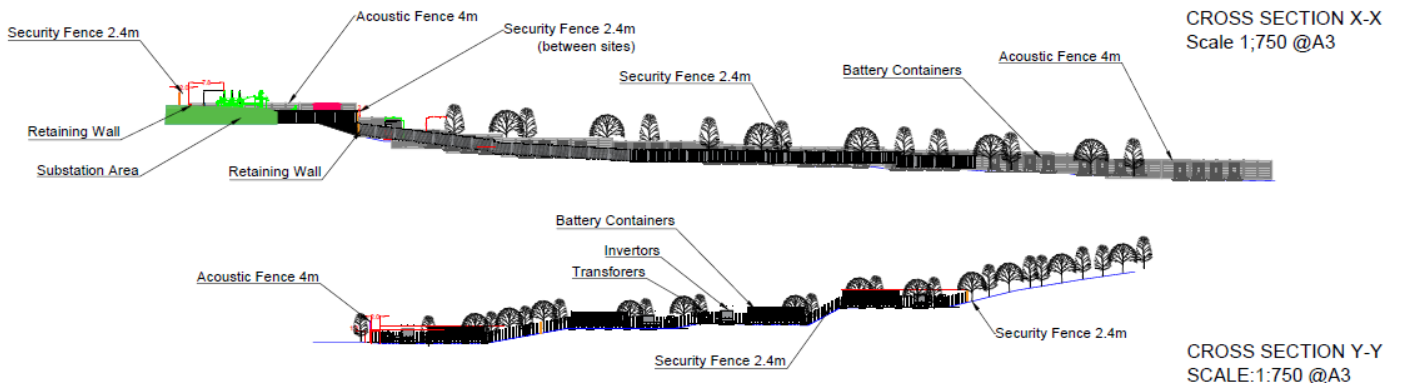 CROSS SECTION X-X
Scale 1;750 @A3
Acoustic Fence 4m
Security Fence 2.4m
Security Fence 2.4m
(between sites)
Acoustic Fence 4m
Battery Containers
Security Fence 2.4m
7.5
Retaining Wall
Substation Area
Retaining Wall
Battery Containers
Invertors
Transforers
Acoustic Fence 4m
Security Fence 2.4m
Security Fence 2.4m
CROSS SECTION Y-Y
SCALE:1:750 @A3